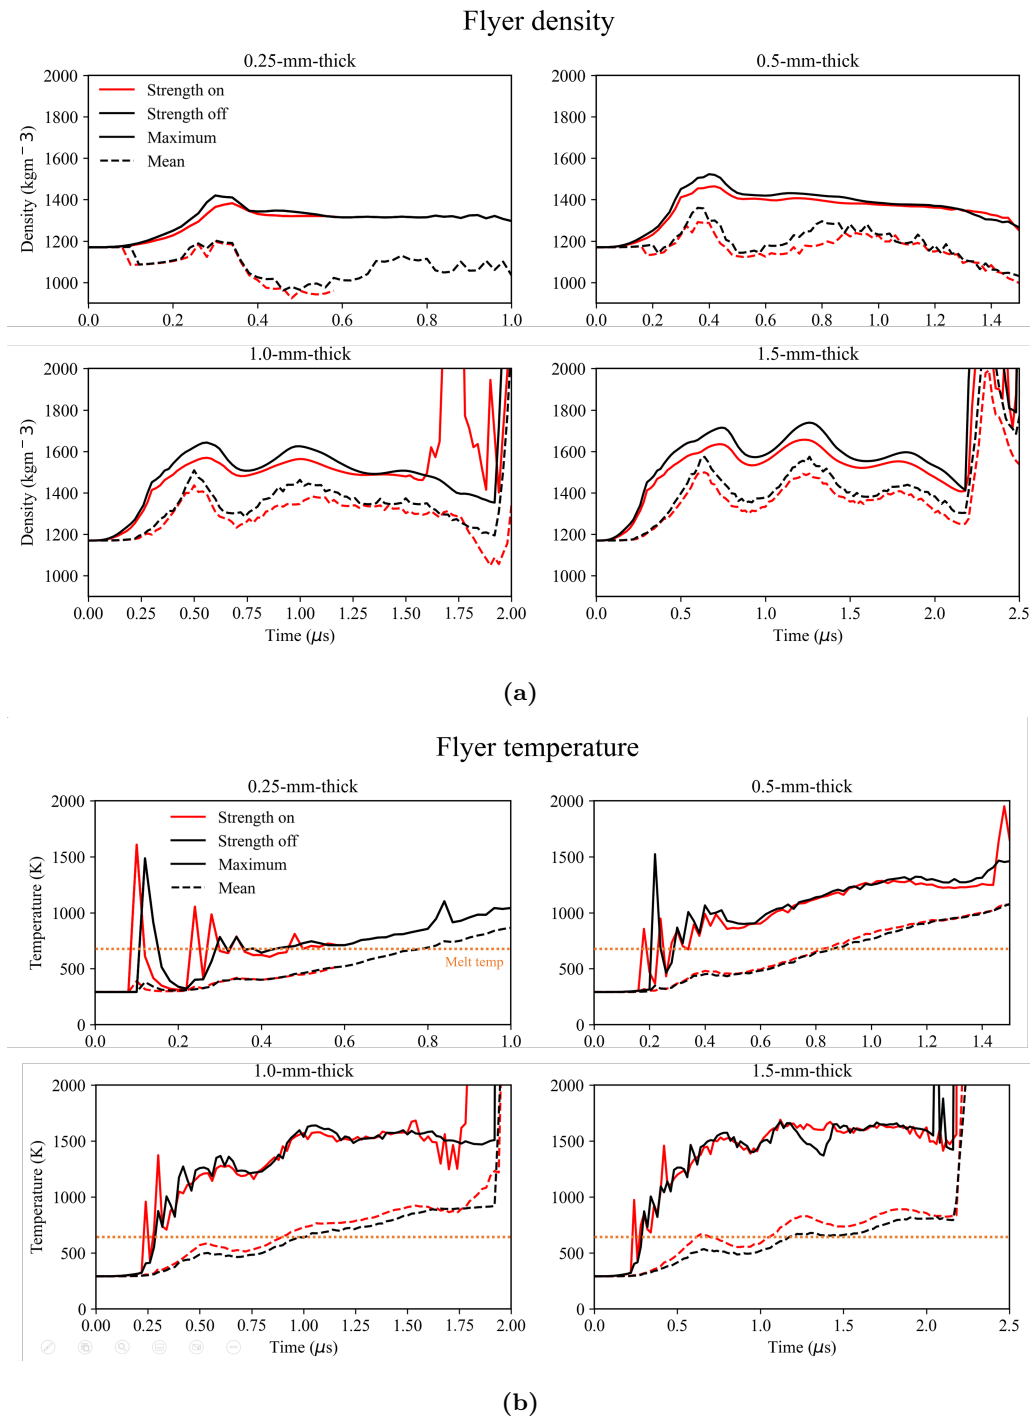 Flyer density
0.25-mm-thick
0.5-mm-thick
2000
1800
1600
1400
1200
1000
Density (kgm⁻3)
Strength on
Strength off
Maximum
Mean
0.0 0.2 0.4 0.6 0.8 1.0
2000
1800
1600
1400
1200
1000
0.0 0.2 0.4 0.6 0.8 1.0 1.2 1.4
1.0-mm-thick
1.5-mm-thick
2000
1800
1600
1400
1200
1000
Density (kgm⁻3)
0.00 0.25 0.50 0.75 1.00 1.25 1.50 1.75 2.00
Time (μs)
2000
1800
1600
1400
1200
1000
0.0 0.5 1.0 1.5 2.0 2.5
Time (μs)
(a)
Flyer temperature
0.25-mm-thick
0.5-mm-thick
2000
1500
1000
500
0
Temperature (K)
Strength on
Strength off
Maximum
Mean
Melt temp
0.0 0.2 0.4 0.6 0.8 1.0
2000
1500
1000
500
0
0.0 0.2 0.4 0.6 0.8 1.0 1.2 1.4
1.0-mm-thick
1.5-mm-thick
2000
1500
1000
500
0
Temperature (K)
0.00 0.25 0.50 0.75 1.00 1.25 1.50 1.75 2.00
Time (μs)
2000
1500
1000
500
0
0.0 0.5 1.0 1.5 2.0 2.5
Time (μs)
(b)